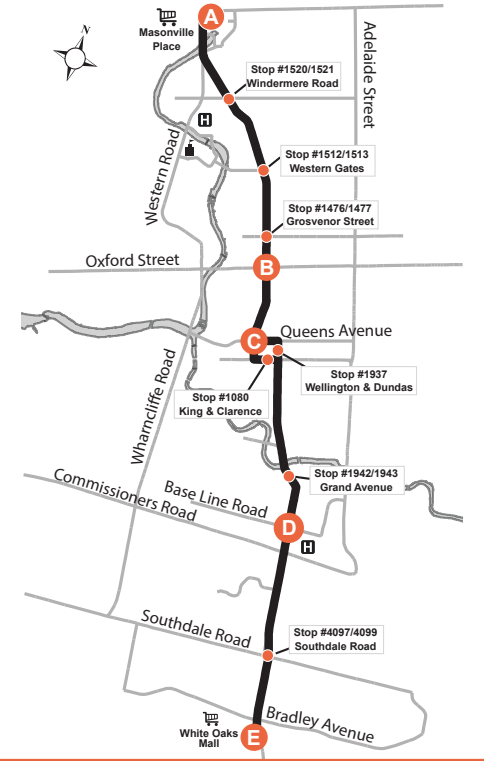 A
Masonville
Place
N
Adelaide Street
Stop #1520/1521
Windermere Road
H
Western Road
Stop #1512/1513
Western Gates
Stop #1476/1477
Grosvenor Street
Oxford Street
B
C
Queens Avenue
Stop #1937
Wellington & Dundas
Stop #1080
King & Clarence
Wharncliffe Road
Stop #1942/1943
Grand Avenue
Commissioners Road
Base Line Road
D
H
Southdale Road
Stop #4097/4099
Southdale Road
Bradley Avenue
White Oaks
Mall
E